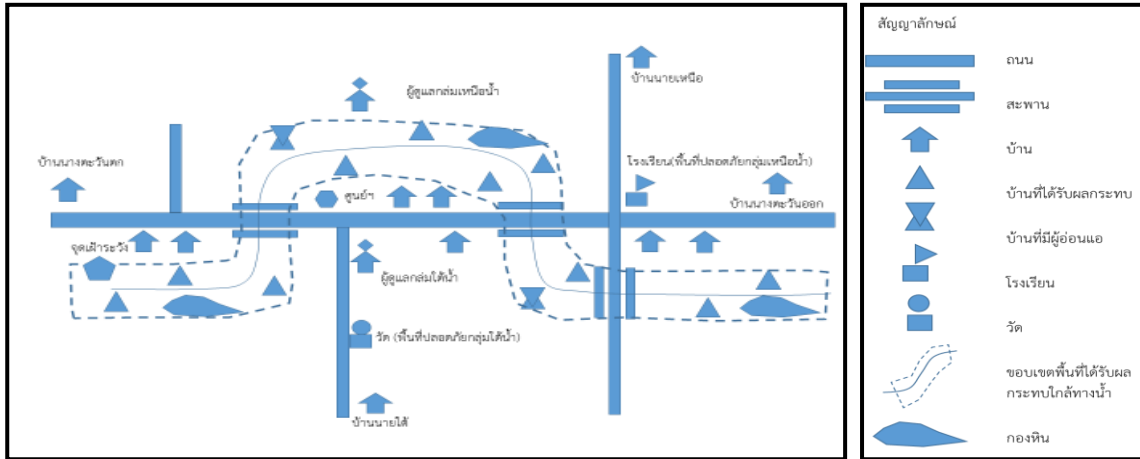 บ้านนายเหนือ
ผู้ดูแลกลุ่มเหนือน้ำ
บ้านนางตะวันตก
โรงเรียน(พื้นที่ปลอดภัยกลุ่มเหนือน้ำ)
ศูนย์ฯ
บ้านนางตะวันออก
จุดเฝ้าระวัง
ผู้ดูแลกลุ่มใต้น้ำ
วัด (พื้นที่ปลอดภัยกลุ่มใต้น้ำ)
บ้านนายใต้
สัญญาลักษณ์
ถนน
สะพาน
บ้าน
บ้านที่ได้รับผลกระทบ
บ้านที่มีผู้อ่อนแอ
โรงเรียน
วัด
ขอบเขตพื้นที่ได้รับผล
กระทบใกล้ทางน้ำ
กองหิน